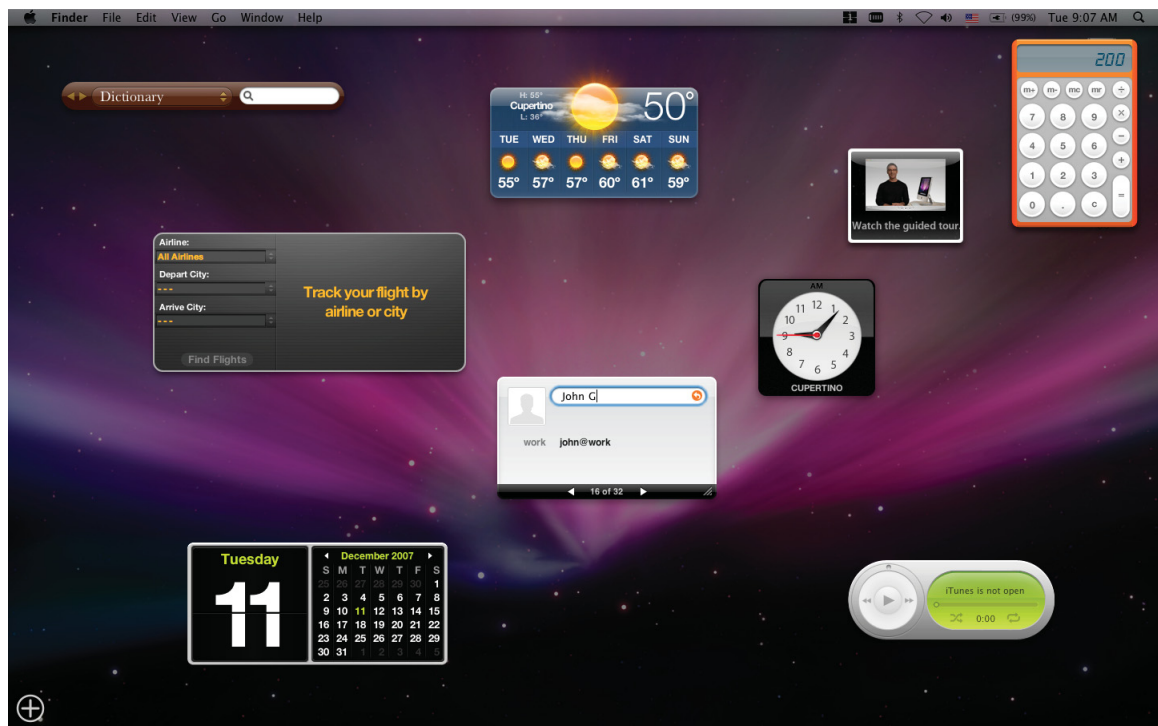 Finder File Edit View Go Window Help
1 (99%) Tue 9:07 AM
Dictionary
H: 55°
Cupertino
L: 36°
50°
TUE WED THU FRI SAT SUN
55° 57° 57° 60° 61° 59°
200
m+ m- mc mr ÷
7 8 9 ×
4 5 6 −
+
1 2 3
0 . c =
Watch the guided tour.
Airline:
All Airlines
Depart City:
---
Arrive City:
---
Find Flights
Track your flight by
airline or city
AM
12 1 2 3 4 5 6 7 8 9 10 11
CUPERTINO
John G
work john@work
16 of 32
Tuesday
11
December 2007
S M T W T F S
25 26 27 28 29 30 1
2 3 4 5 6 7 8
9 10 11 12 13 14 15
16 17 18 19 20 21 22
23 24 25 26 27 28 29
30 31 1 2 3 4 5
iTunes is not open
0:00